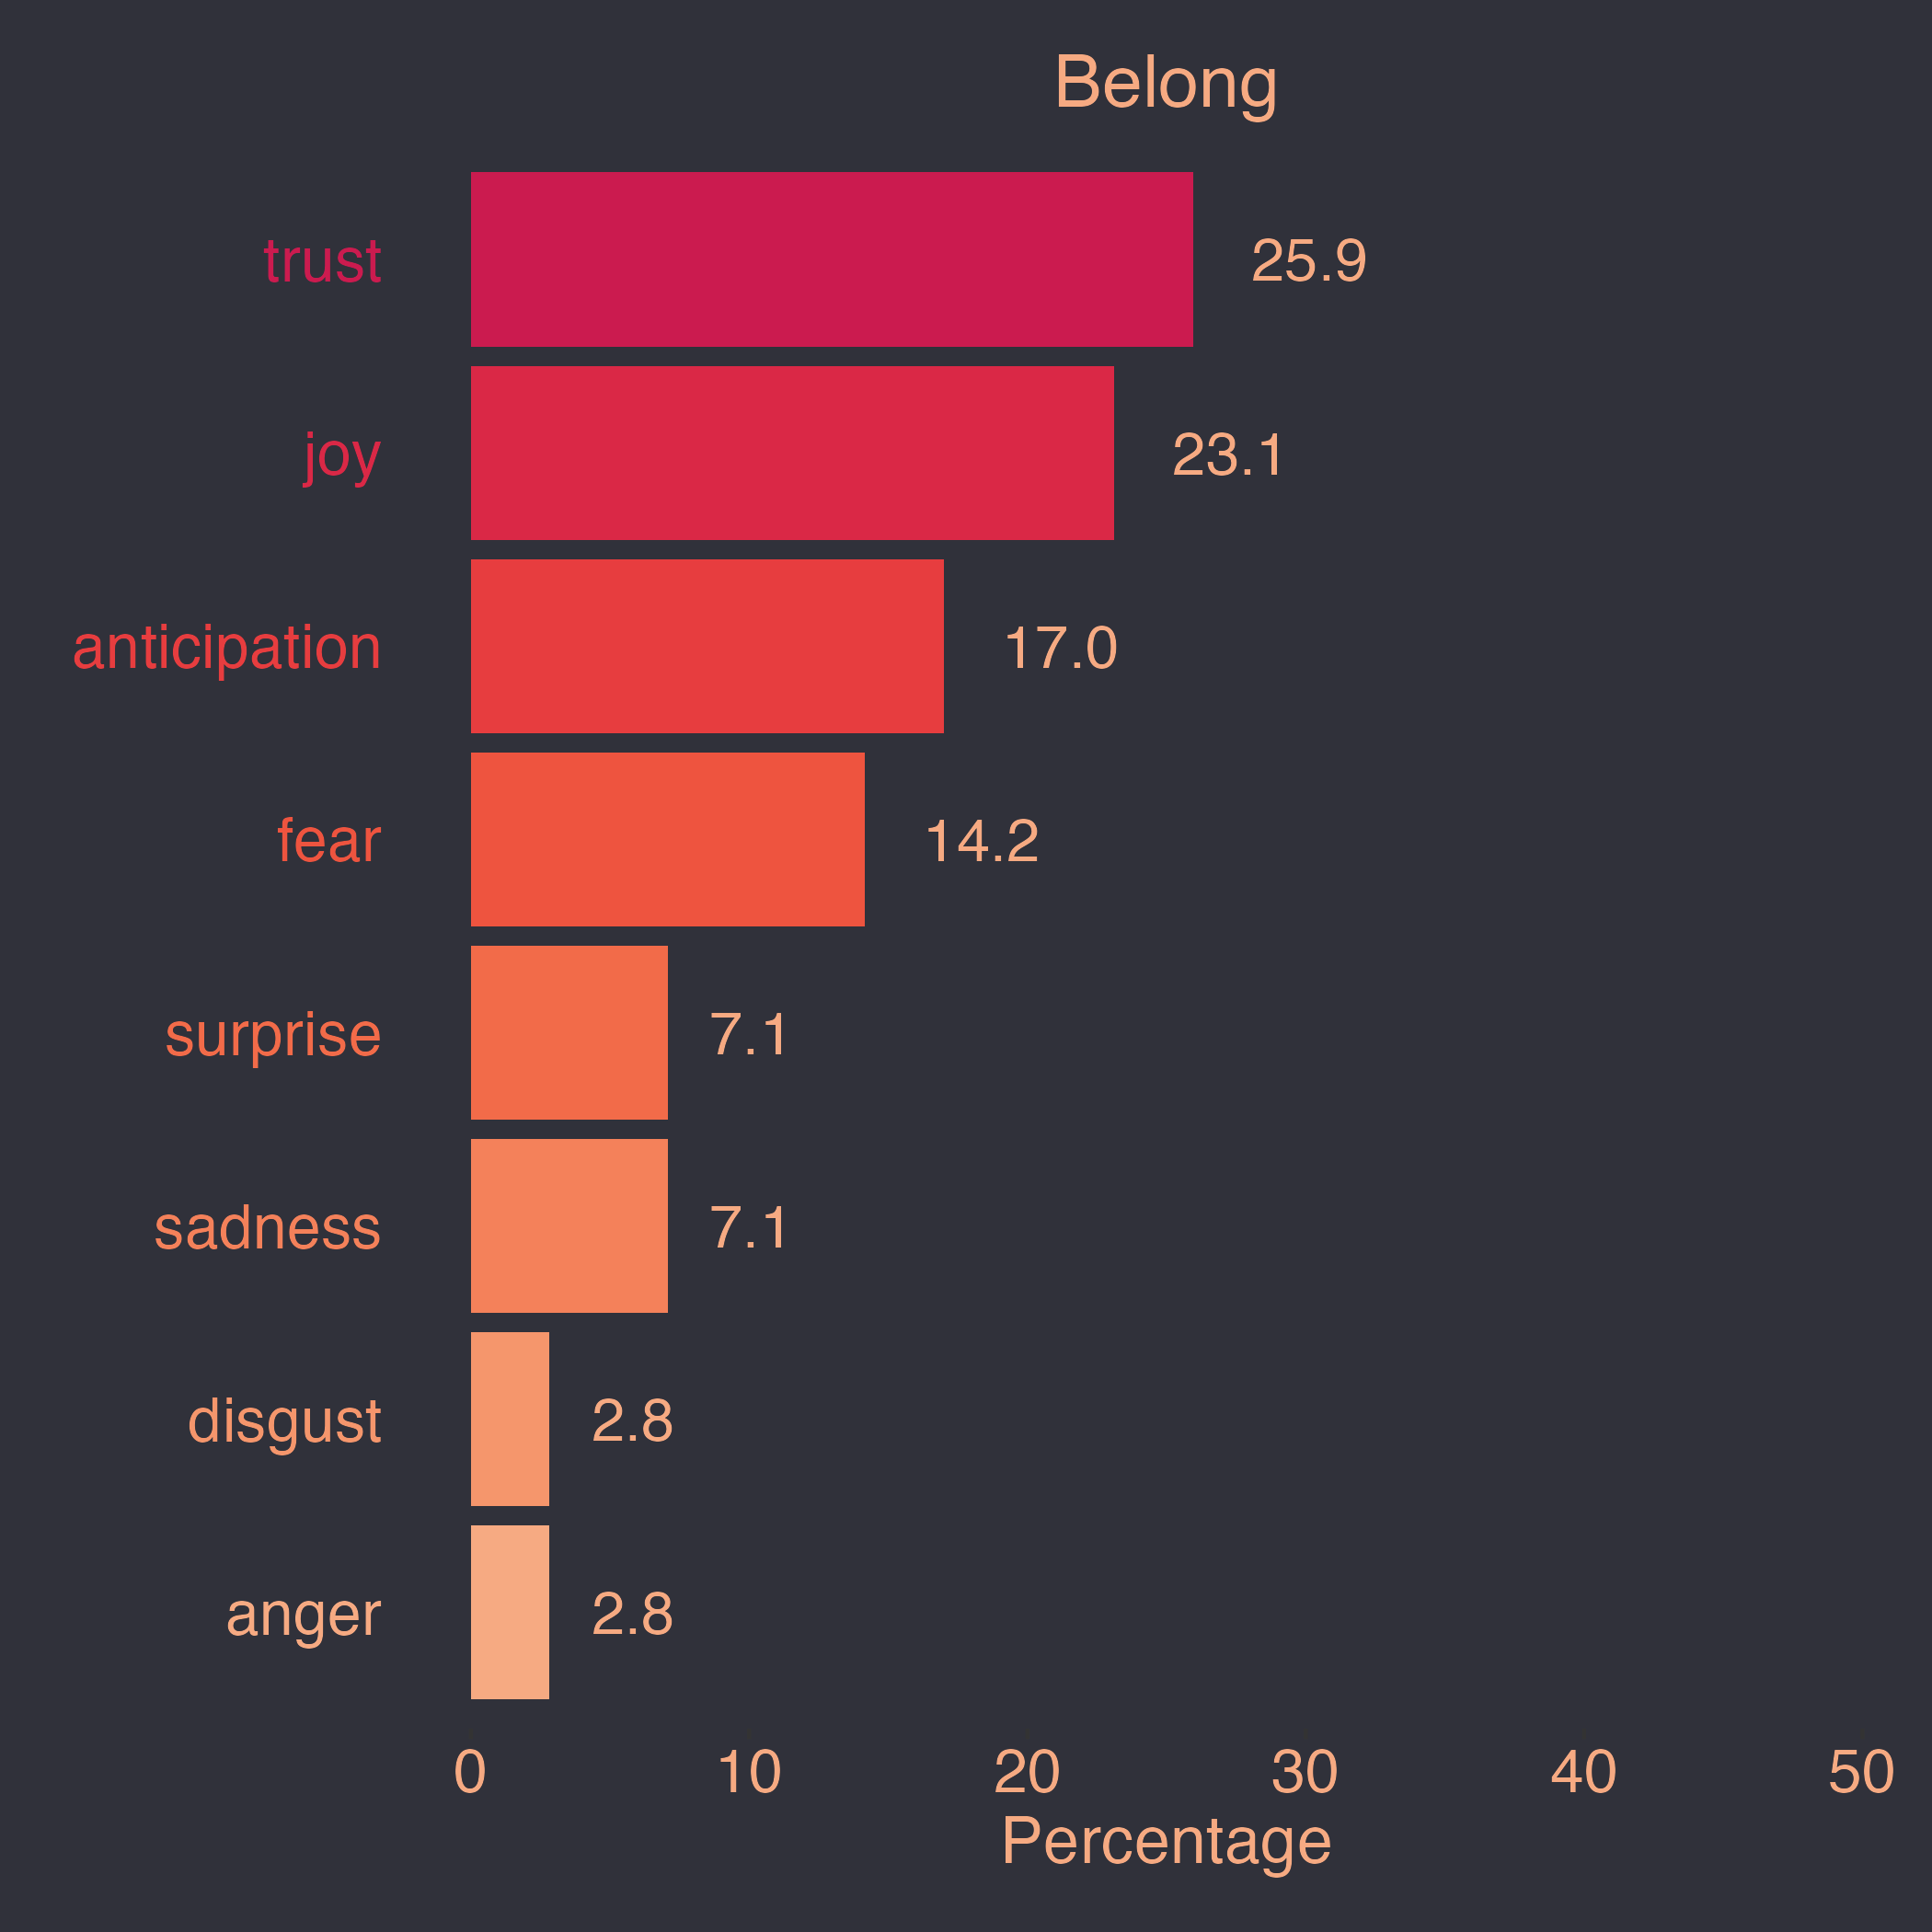 Belong
trust 25.9
joy 23.1
anticipation 17.0
fear 14.2
surprise 7.1
sadness 7.1
disgust 2.8
anger 2.8
0 10 20 30 40 50
Percentage